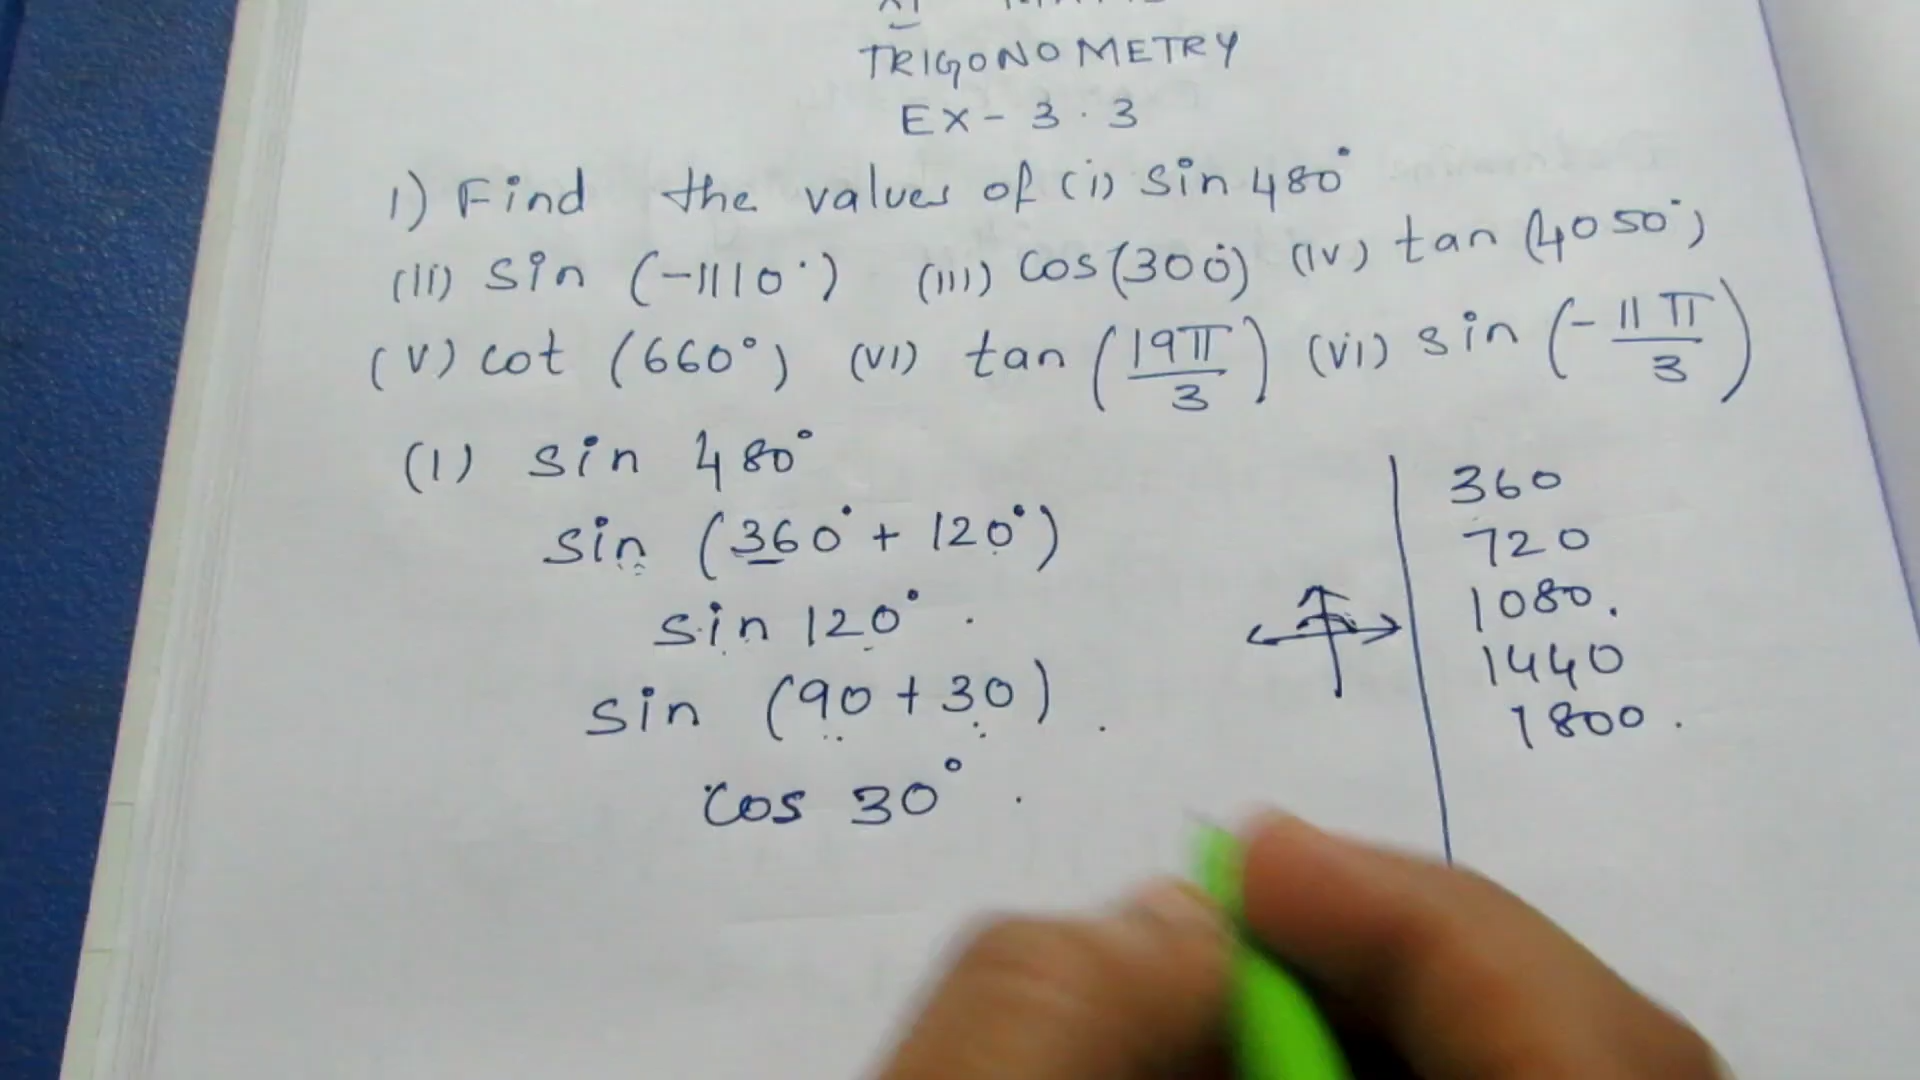 TRIGONOMETRY
EX - 3.3
1) Find the values of (i) sin 480°
(ii) sin (-1110°) (iii) cos(300°) (iv) tan (4050°)
(v) cot (660°) (vi) tan (19π/3) (vi) sin (-11π/3)
(i) sin 480°
sin (360° + 120°)
sin 120°.
sin (90 + 30).
cos 30°.
360
720
1080.
1440
1800.